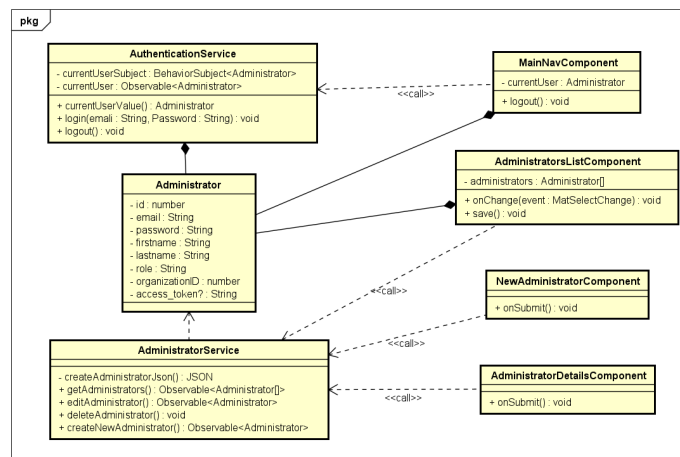 pkg
AuthenticationService
- currentUserSubject : BehaviorSubject<Administrator>
- currentUser : Observable<Administrator>
+ currentUserValue() : Administrator
+ login(emali : String, Password : String) : void
+ logout() : void
MainNavComponent
- currentUser : Administrator
+ logout() : void
<<call>>
AdministratorsListComponent
- administrators : Administrator[]
+ onChange(event : MatSelectChange) : void
+ save() : void
Administrator
- id : number
- email : String
- password : String
- firstname : String
- lastname : String
- role : String
- organizationID : number
- access_token? : String
<<call>>
NewAdministratorComponent
+ onSubmit() : void
<<call>>
AdministratorService
- createAdministratorJson() : JSON
+ getAdministrators() : Observable<Administrator[]>
+ editAdministrator() : Observable<Administrator>
+ deleteAdministrator() : void
+ createNewAdministrator() : Observable<Administrator>
AdministratorDetailsComponent
+ onSubmit() : void
<<call>>